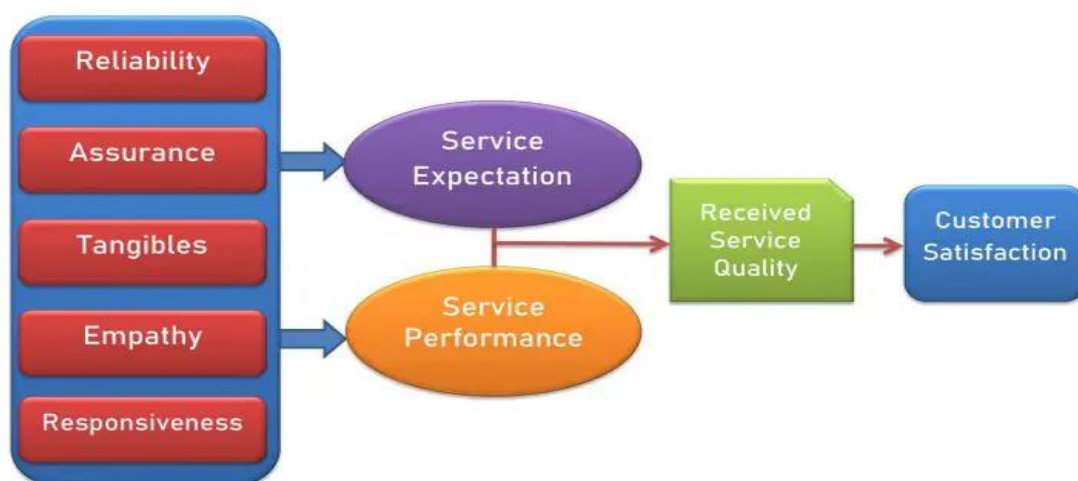 Reliability
Assurance
Tangibles
Empathy
Responsiveness
Service
Expectation
Service
Performance
Received
Service
Quality
Customer
Satisfaction